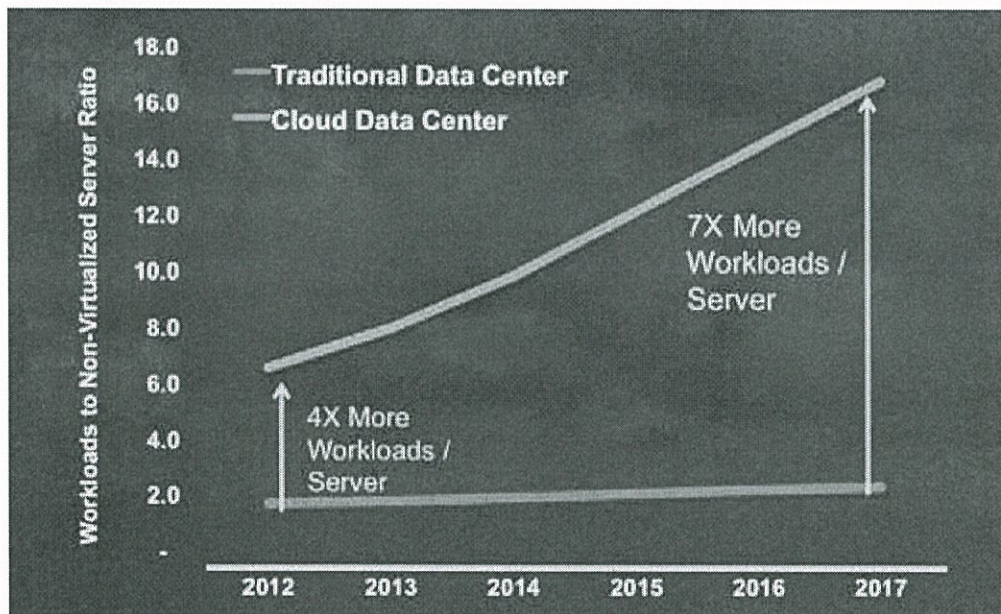 Workloads to Non-Virtualized Server Ratio
18.0
16.0
14.0
12.0
10.0
8.0
6.0
4.0
2.0
-
Traditional Data Center
Cloud Data Center
4X More
Workloads /
Server
7X More
Workloads /
Server
2012
2013
2014
2015
2016
2017